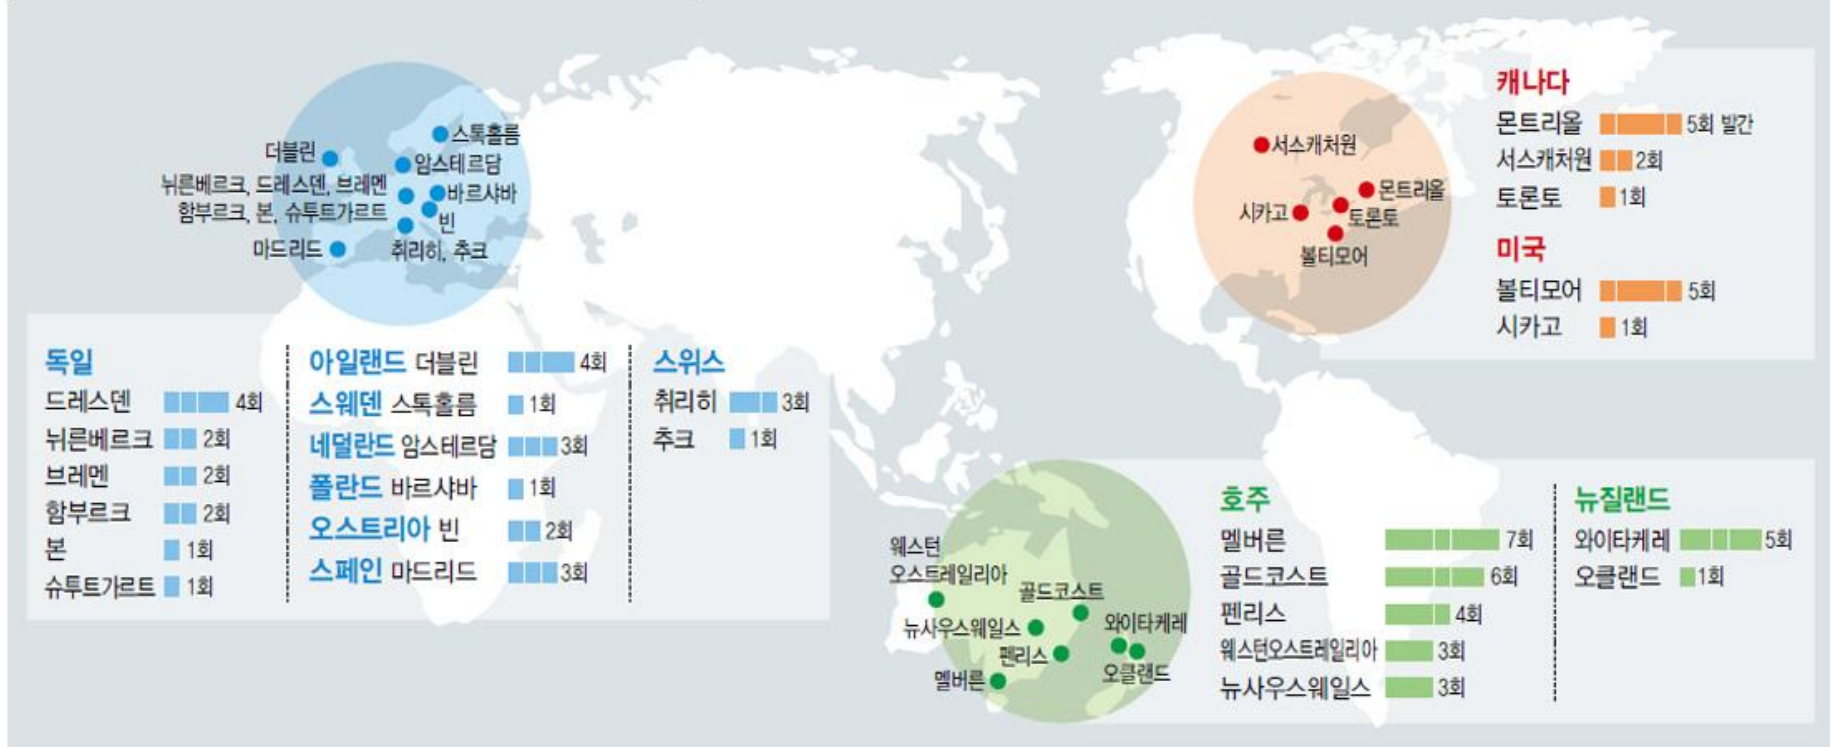 스톡홀름
더블린
암스테르담
뉘른베르크, 드레스덴, 브레멘
바르샤바
함부르크, 본, 슈투트가르트
빈
마드리드
취리히, 추크
서스캐처원
몬트리올
시카고
토론토
볼티모어
캐나다
몬트리올 5회 발간
서스캐처원 2회
토론토 1회
미국
볼티모어 5회
시카고 1회
독일
드레스덴 4회
뉘른베르크 2회
브레멘 2회
함부르크 2회
본 1회
슈투트가르트 1회
아일랜드 더블린 4회
스웨덴 스톡홀름 1회
네덜란드 암스테르담 3회
폴란드 바르샤바 1회
오스트리아 빈 2회
스페인 마드리드 3회
스위스
취리히 3회
추크 1회
웨스턴
오스트레일리아
골드코스트
뉴사우스웨일스
와이타케레
펜리스
오클랜드
멜버른
호주
멜버른 7회
골드코스트 6회
펜리스 4회
웨스턴오스트레일리아 3회
뉴사우스웨일스 3회
뉴질랜드
와이타케레 5회
오클랜드 1회